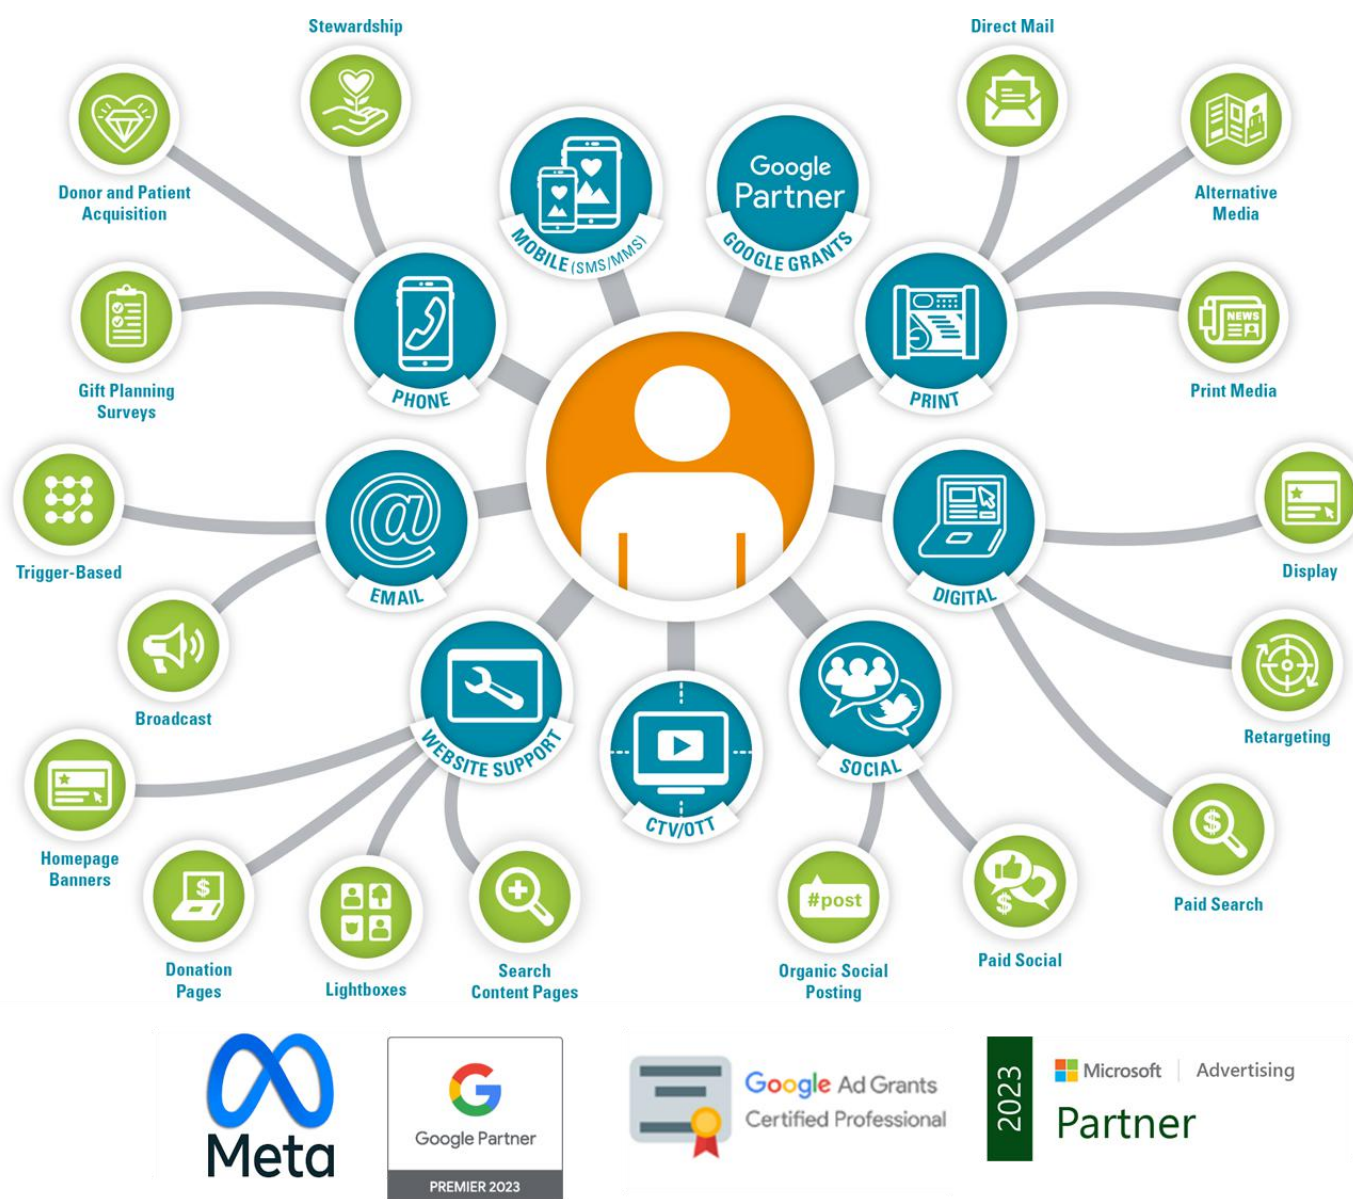 Stewardship
Direct Mail
Donor and Patient
Acquisition
MOBILE (SMS/MMS)
Google
Partner
GOOGLE GRANTS
Alternative
Media
Gift Planning
Surveys
PHONE
PRINT
NEWS
Print Media
Trigger-Based
EMAIL
DIGITAL
Display
Broadcast
WEBSITE SUPPORT
CTV/OTT
SOCIAL
Retargeting
Homepage
Banners
$
Donation
Pages
Lightboxes
Search
Content Pages
#post
Organic Social
Posting
$
Paid Social
$
Paid Search
Meta
G
Google Partner
PREMIER 2023
Google Ad Grants
Certified Professional
2023
Microsoft | Advertising
Partner